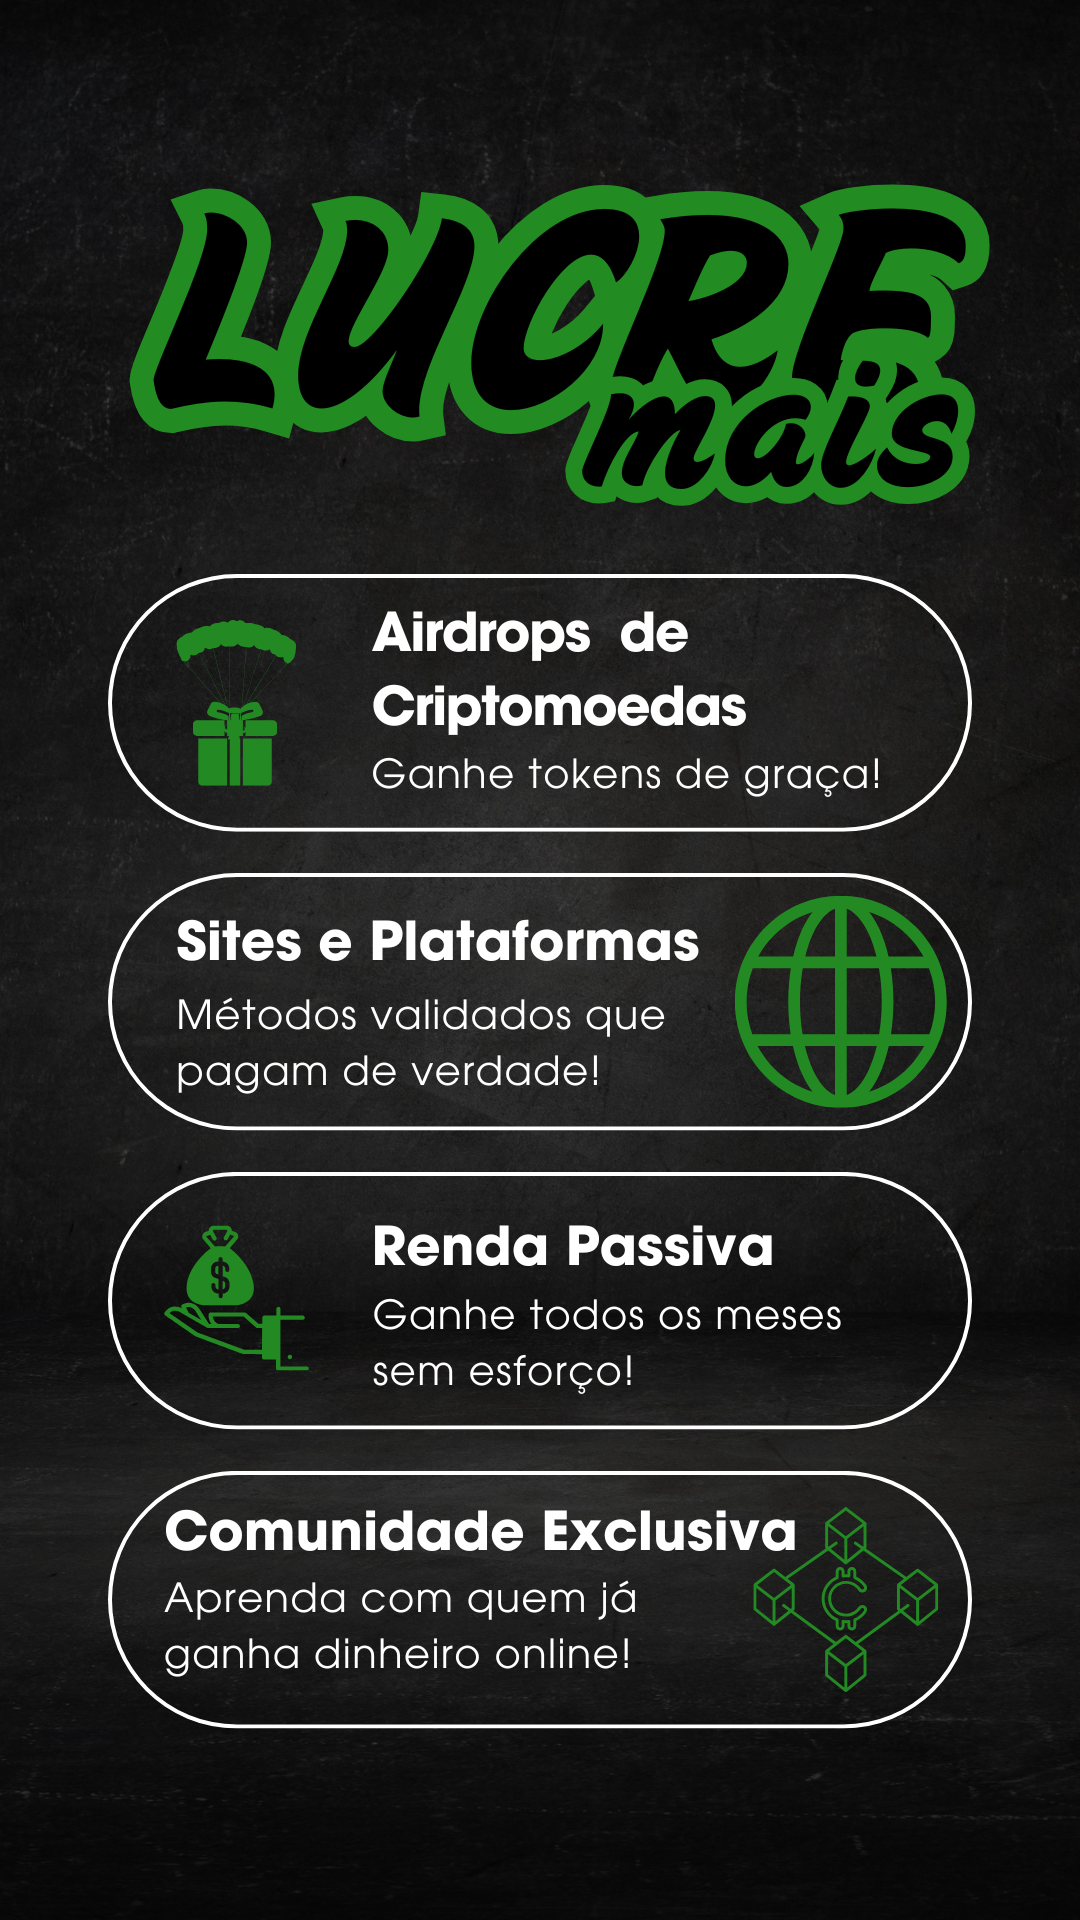 LUCRE
mais
Airdrops de
Criptomoedas
Ganhe tokens de graça!
Sites e Plataformas
Métodos validados que
pagam de verdade!
$
Renda Passiva
Ganhe todos os meses
sem esforço!
Comunidade Exclusiva
Aprenda com quem já
ganha dinheiro online!